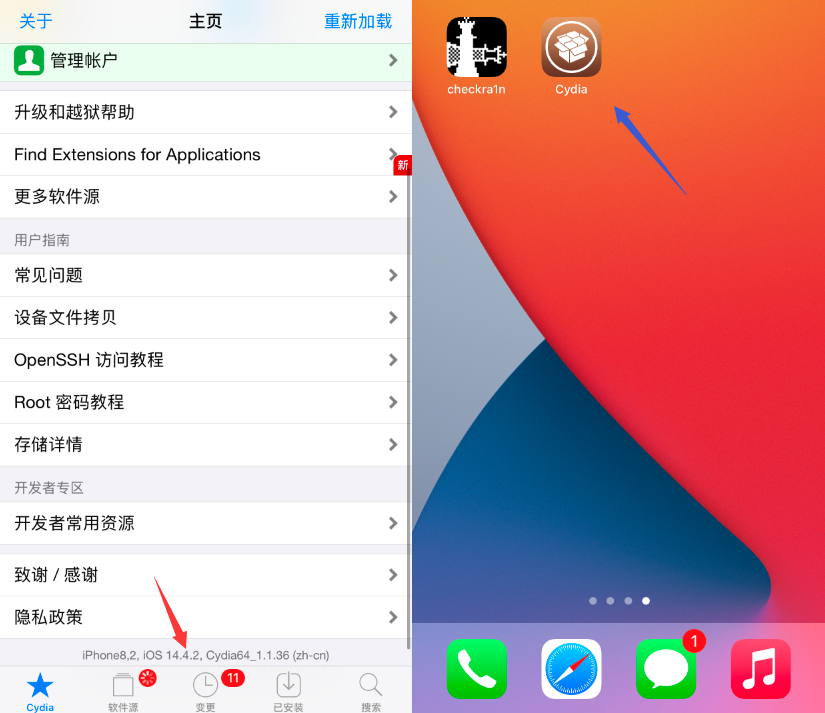 关于
主页
重新加载
管理帐户
升级和越狱帮助
Find Extensions for Applications
新
更多软件源
用户指南
常见问题
设备文件拷贝
OpenSSH 访问教程
Root 密码教程
存储详情
开发者专区
开发者常用资源
致谢 / 感谢
隐私政策
iPhone8,2, iOS 14.4.2, Cydia64_1.1.36 (zh-cn)
11
Cydia
软件源
变更
已安装
搜索
checkra1n
Cydia
1